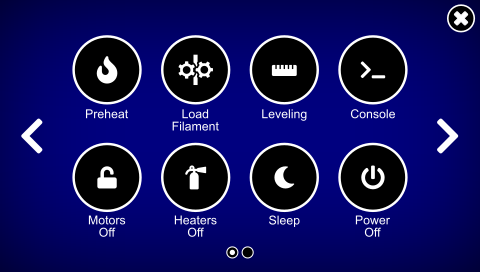 Preheat
Load
Filament
Leveling
Console
Motors
Off
Heaters
Off
Sleep
Power
Off